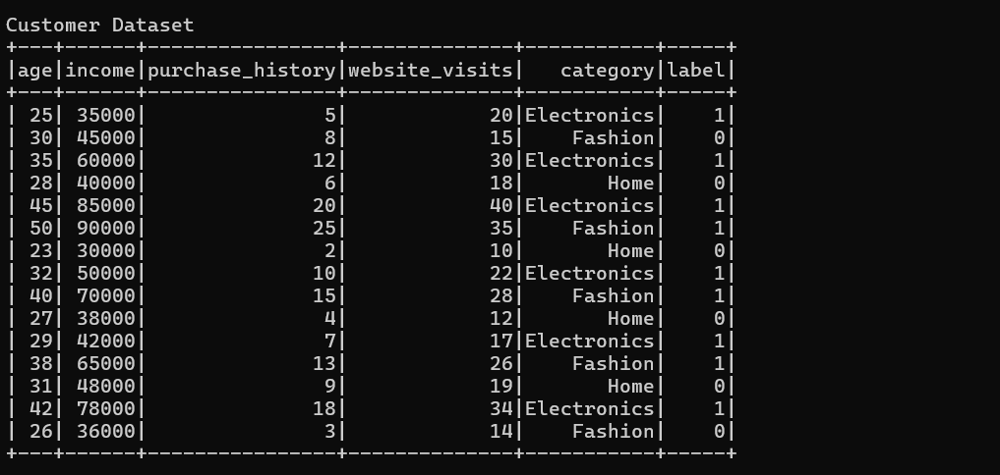 Customer Dataset
+---+------+----------------+--------------+-----------+-----+
|age|income|purchase_history|website_visits|   category|label|
+---+------+----------------+--------------+-----------+-----+
| 25| 35000|               5|            20|Electronics|    1|
| 30| 45000|               8|            15|    Fashion|    0|
| 35| 60000|              12|            30|Electronics|    1|
| 28| 40000|               6|            18|       Home|    0|
| 45| 85000|              20|            40|Electronics|    1|
| 50| 90000|              25|            35|    Fashion|    1|
| 23| 30000|               2|            10|       Home|    0|
| 32| 50000|              10|            22|Electronics|    1|
| 40| 70000|              15|            28|    Fashion|    1|
| 27| 38000|               4|            12|       Home|    0|
| 29| 42000|               7|            17|Electronics|    1|
| 38| 65000|              13|            26|    Fashion|    1|
| 31| 48000|               9|            19|       Home|    0|
| 42| 78000|              18|            34|Electronics|    1|
| 26| 36000|               3|            14|    Fashion|    0|
+---+------+----------------+--------------+-----------+-----+